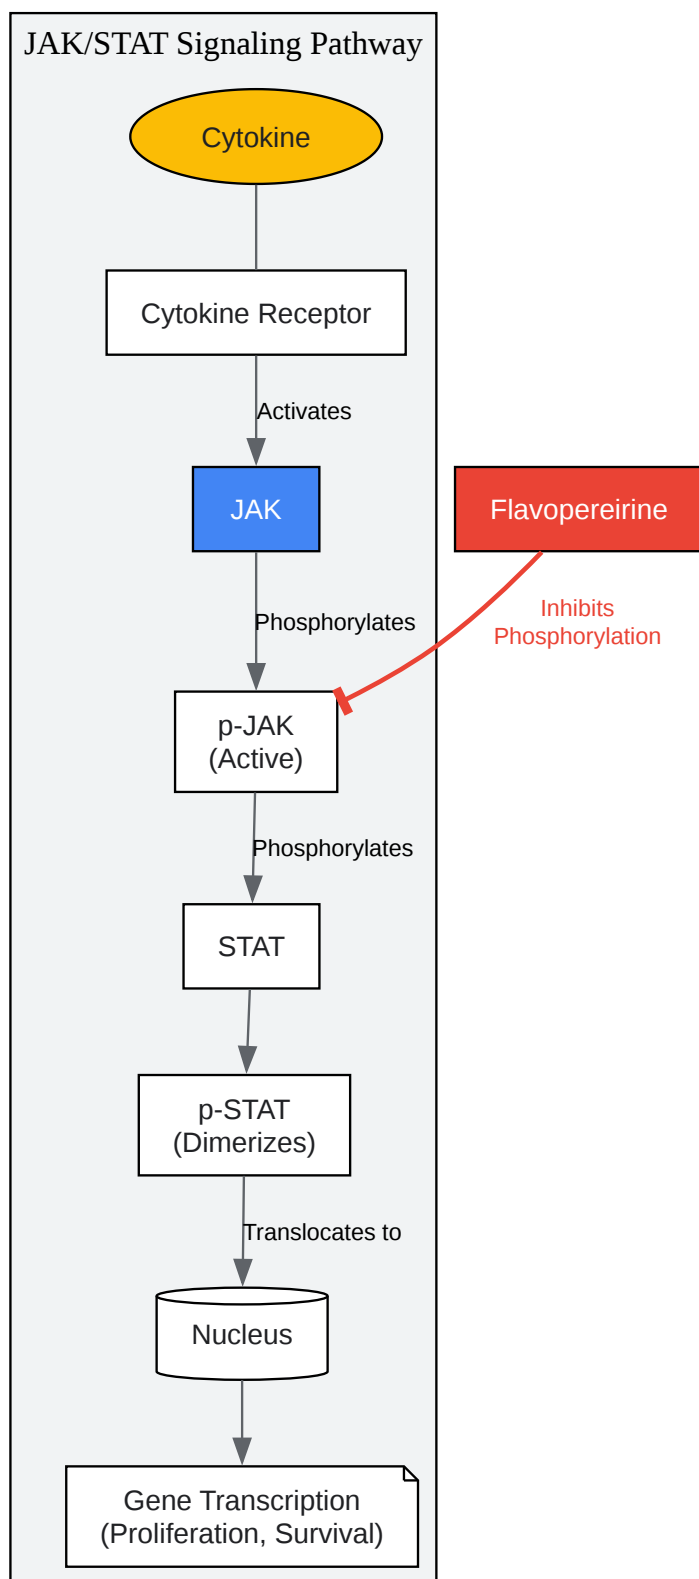 JAK/STAT Signaling Pathway
Cytokine
Cytokine Receptor
Activates
JAK
Flavopereirine
Phosphorylates
Inhibits
Phosphorylation
p-JAK
(Active)
Phosphorylates
STAT
p-STAT
(Dimerizes)
Translocates to
Nucleus
Gene Transcription
(Proliferation, Survival)